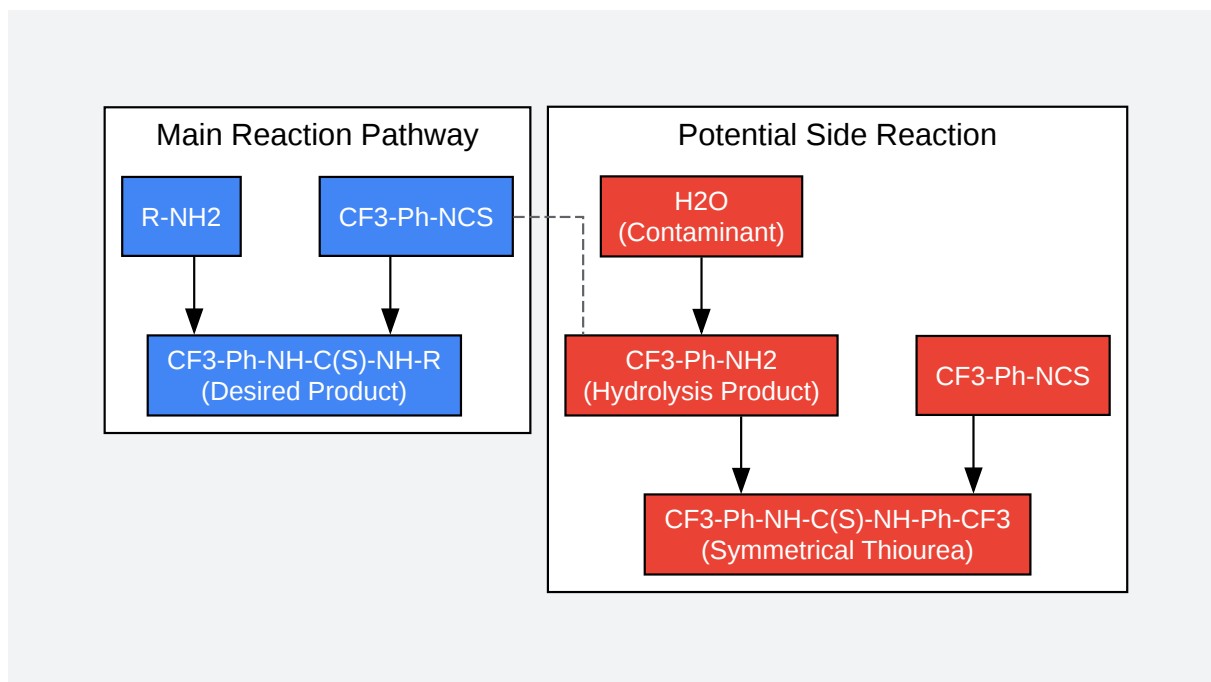 Main Reaction Pathway
R-NH2
CF3-Ph-NCS
CF3-Ph-NH-C(S)-NH-R
(Desired Product)
Potential Side Reaction
H2O
(Contaminant)
CF3-Ph-NH2
(Hydrolysis Product)
CF3-Ph-NCS
CF3-Ph-NH-C(S)-NH-Ph-CF3
(Symmetrical Thiourea)